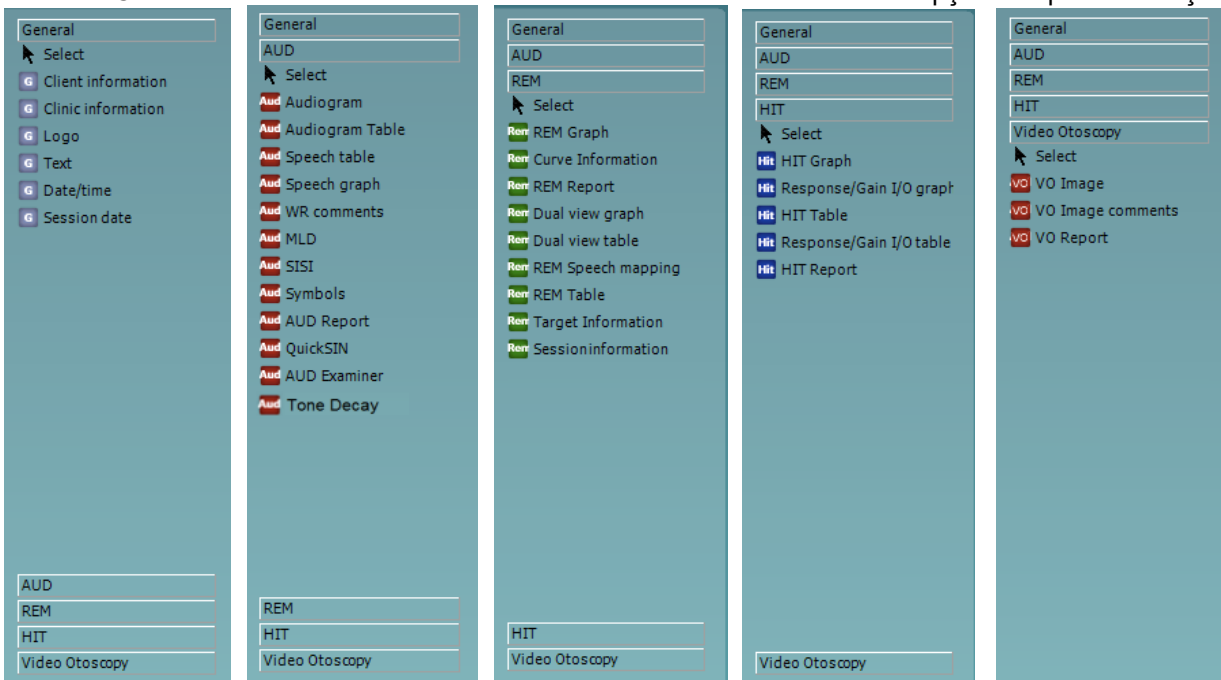 General
Select
G Client information
G Clinic information
G Logo
G Text
G Date/time
G Session date
AUD
REM
HIT
Video Otoscopy
General
AUD
Select
Aud Audiogram
Aud Audiogram Table
Aud Speech table
Aud Speech graph
Aud WR comments
Aud MLD
Aud SISI
Aud Symbols
Aud AUD Report
Aud QuickSIN
Aud AUD Examiner
Aud Tone Decay
REM
HIT
Video Otoscopy
General
AUD
REM
Select
Rem REM Graph
Rem Curve Information
Rem REM Report
Rem Dual view graph
Rem Dual view table
Rem REM Speech mapping
Rem REM Table
Rem Target Information
Rem Sessioninformation
HIT
Video Otoscopy
General
AUD
REM
HIT
Select
Hit HIT Graph
Hit Response/Gain I/O graph
Hit HIT Table
Hit Response/Gain I/O table
Hit HIT Report
Video Otoscopy
General
AUD
REM
HIT
Video Otoscopy
Select
VO VO Image
VO VO Image comments
VO VO Report